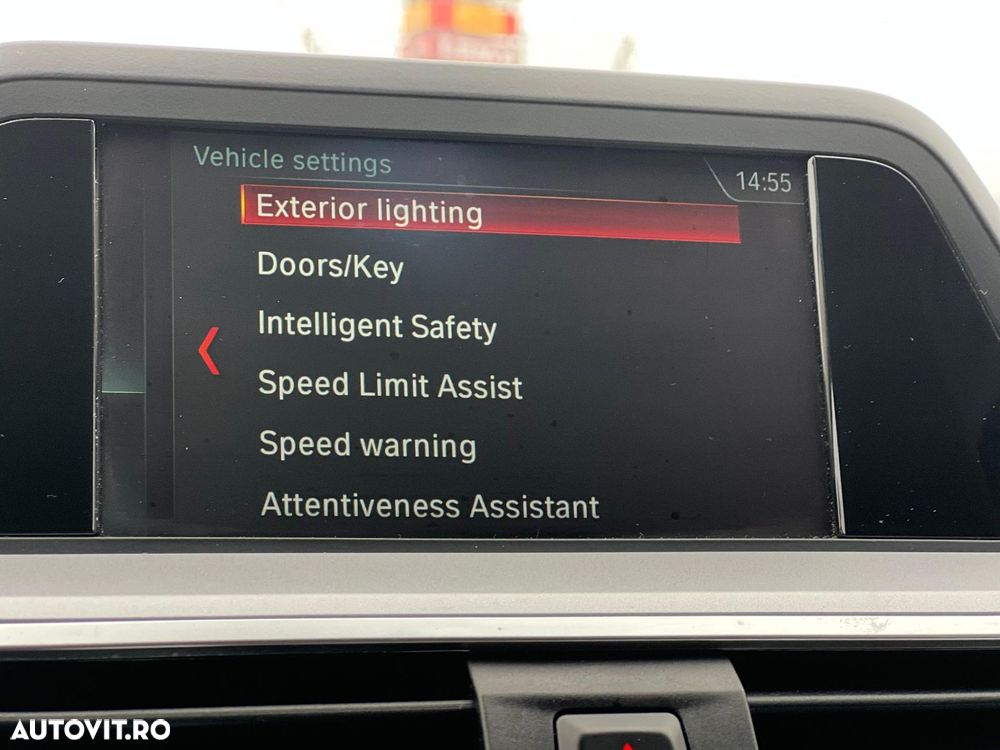 Vehicle settings
14:55
Exterior lighting
Doors/Key
Intelligent Safety
Speed Limit Assist
Speed warning
Attentiveness Assistant
AUTOVIT.RO